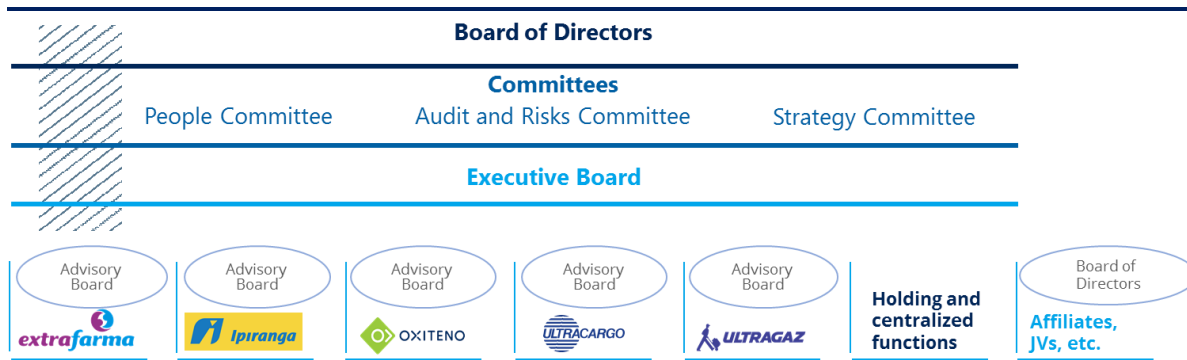 Board of Directors
Committees
People Committee
Audit and Risks Committee
Strategy Committee
Executive Board
Advisory
Board
extrafarma
Advisory
Board
Ipiranga
Advisory
Board
OXITENO
Advisory
Board
ULTRACARGO
Advisory
Board
ULTRAGAZ
Holding and
centralized
functions
Board of
Directors
Affiliates,
JVs, etc.